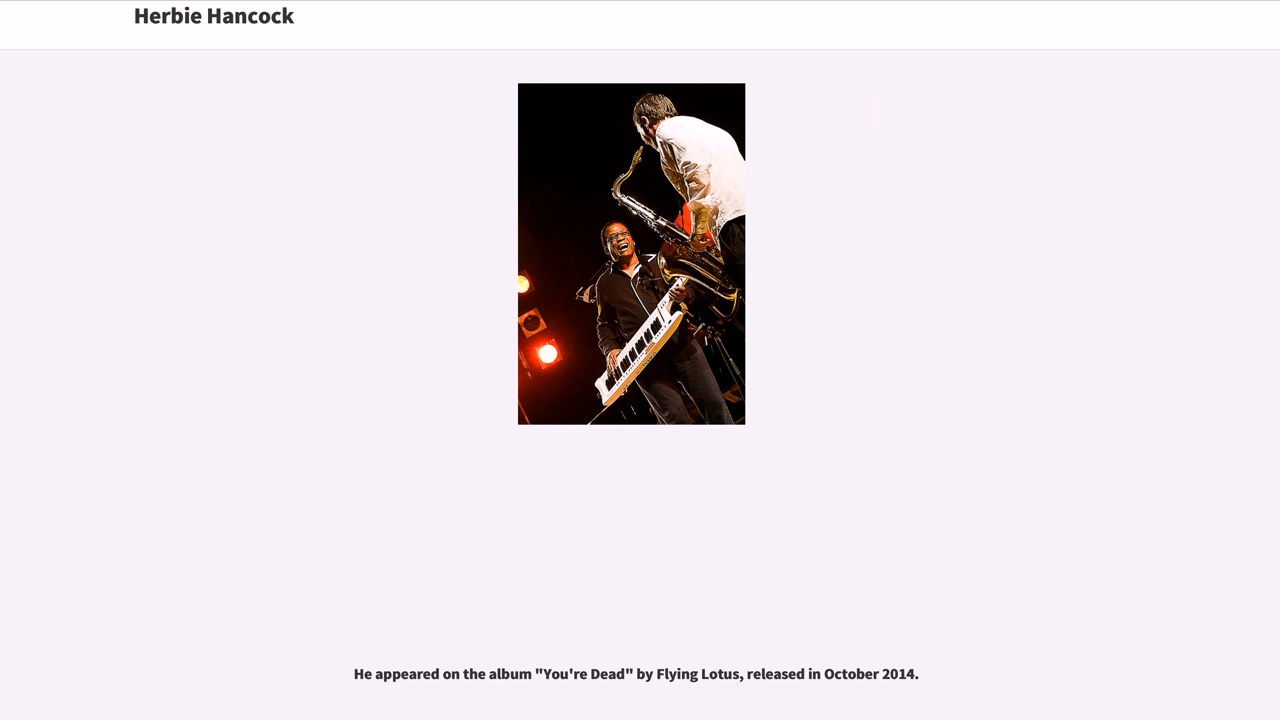 Herbie Hancock
He appeared on the album "You're Dead" by Flying Lotus, released in October 2014.